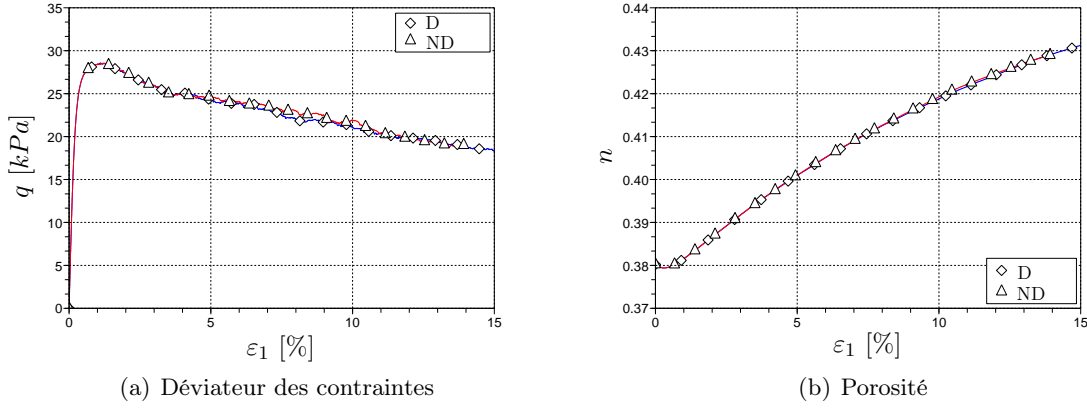 35
30
25
20
15
10
5
0
0 5 10 15
q [kPa]
ε₁ [%]
D
ND
(a) Déviateur des contraintes
0.44
0.43
0.42
0.41
0.40
0.39
0.38
0.37
0 5 10 15
n
ε₁ [%]
D
ND
(b) Porosité